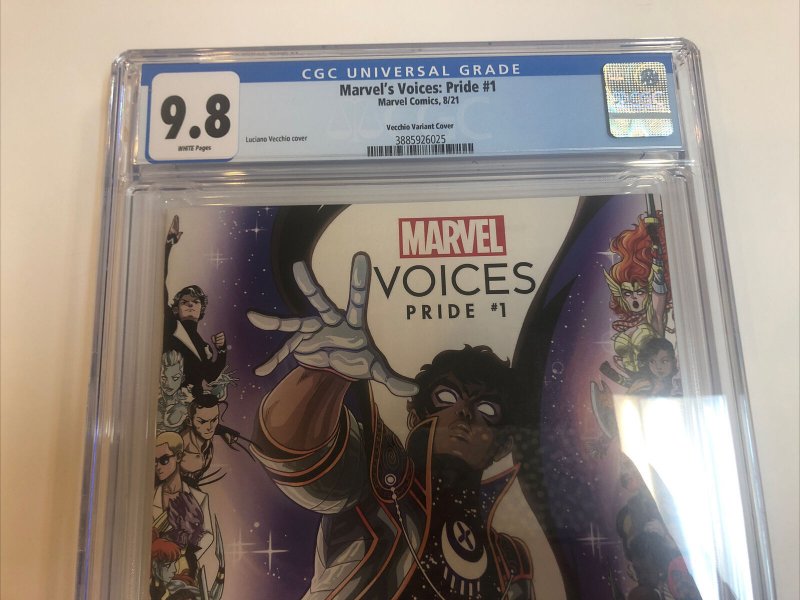 CGC UNIVERSAL GRADE
9.8
WHITE Pages
Marvel's Voices: Pride #1
Marvel Comics, 8/21
Vecchio Variant Cover
Luciano Vecchio cover
3885926025
MARVEL
VOICES
PRIDE #1